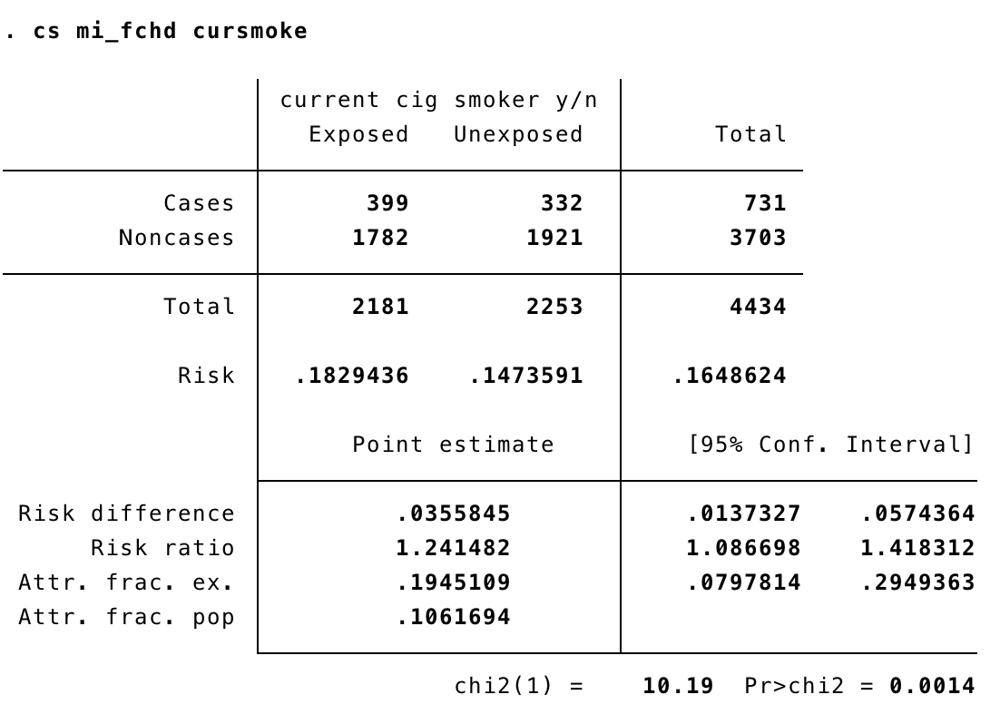 . cs mi_fchd cursmoke
current cig smoker y/n
Exposed Unexposed Total
Cases 399 332 731
Noncases 1782 1921 3703
Total 2181 2253 4434
Risk .1829436 .1473591 .1648624
Point estimate [95% Conf. Interval]
Risk difference .0355845 .0137327 .0574364
Risk ratio 1.241482 1.086698 1.418312
Attr. frac. ex. .1945109 .0797814 .2949363
Attr. frac. pop .1061694
chi2(1) = 10.19 Pr>chi2 = 0.0014